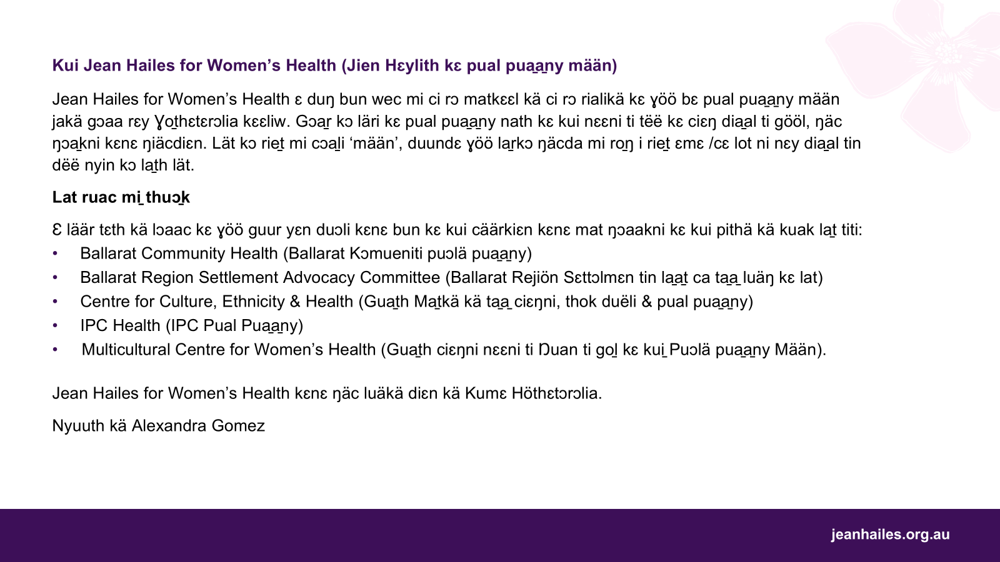 Kui Jean Hailes for Women’s Health (Jien Hɛylith kɛ pual pua̱a̱ny mään)
Jean Hailes for Women’s Health ɛ duŋ bun wec mi ci rɔ matkɛɛl kä ci rɔ rialikä kɛ ɣöö bɛ pual pua̱a̱ny mään
jakä gɔaa rɛy Ɣo̱thɛtɛrɔlia kɛɛliw. Gɔa̱r kɔ läri kɛ pual pua̱a̱ny nath kɛ kui nɛɛni ti tëë kɛ ciɛŋ dia̱a̱l ti gööl, ŋäc
ŋɔa̱kni kɛnɛ ŋiäcdiɛn. Lät kɔ rie̱t mi cɔa̱li ‘mään’, duundɛ ɣöö la̱rkɔ ŋäcda mi ro̱ŋ i rie̱t ɛmɛ /cɛ lot ni nɛy dia̱a̱l tin
dëë nyin kɔ la̱th lät.
Lat ruac mi̱ thuɔ̱k
Ɛ läär tɛth kä lɔaac kɛ ɣöö guur yɛn duɔli kɛnɛ bun kɛ kui cäärkiɛn kɛnɛ mat ŋɔaakni kɛ kui pithä kä kuak la̱t titi:
• Ballarat Community Health (Ballarat Kɔmueniti puɔlä pua̱a̱ny)
• Ballarat Region Settlement Advocacy Committee (Ballarat Rejiön Sɛttɔlmɛn tin la̱a̱t ca ta̱a̱ luäŋ kɛ lat)
• Centre for Culture, Ethnicity & Health (Gua̱th Ma̱tkä kä ta̱a̱ ciɛŋni, thok duëli & pual pua̱a̱ny)
• IPC Health (IPC Pual Pua̱a̱ny)
• Multicultural Centre for Women’s Health (Gua̱th ciɛŋni nɛɛni ti Ŋuan ti go̱l kɛ kui̱ Puɔlä pua̱a̱ny Mään).
Jean Hailes for Women’s Health kɛnɛ ŋäc luäkä diɛn kä Kumɛ Höthɛtɔrɔlia.
Nyuuth kä Alexandra Gomez
jeanhailes.org.au